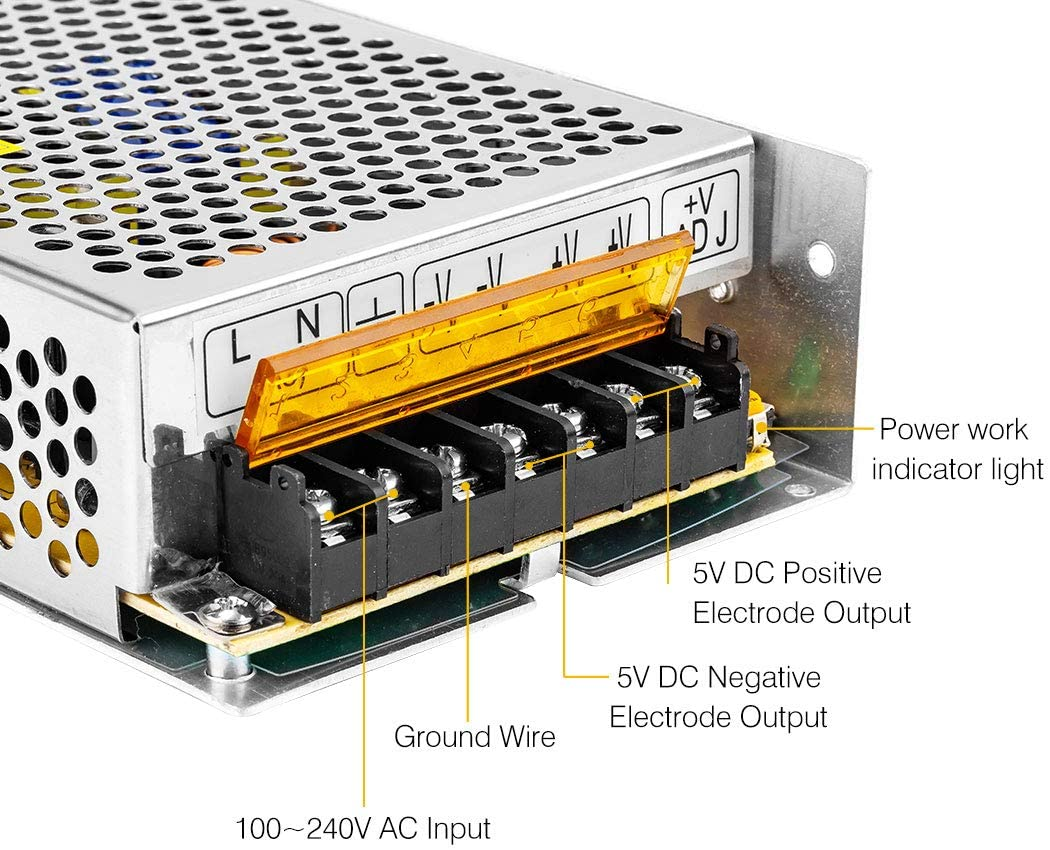 +V
ADJ
L N ⏚ -V -V +V +V
Power work
indicator light
5V DC Positive
Electrode Output
5V DC Negative
Electrode Output
Ground Wire
100~240V AC Input